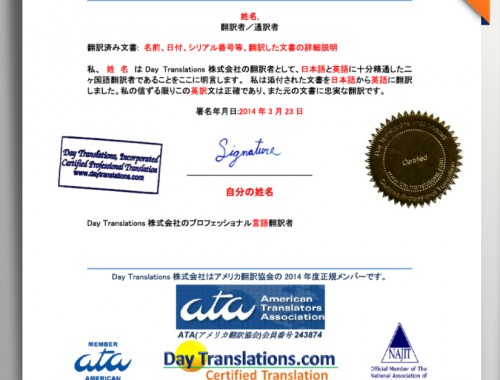 姓名,
翻訳者／通訳者
翻訳済み文書: 名前、日付、シリアル番号等、翻訳した文書の詳細説明
私、 姓 名 は Day Translations 株式会社の翻訳者として、日本語と英語に十分精通した二
ヶ国語翻訳者であることをここに明言します。 私は添付された文書を日本語から英語に翻訳
しました。私の信ずる限りこの英訳文は正確であり、また元の文書に忠実な翻訳です。
署名年月日:2014 年 3 月 23 日
Day Translations, Incorporated
Certified Professional Translation
www.daytranslations.com
Signature
Day Translations, Incorporated
Certified
www.daytranslations.com
Certified Professional Translation
自分の姓名
Day Translations 株式会社のプロフェッショナル言語翻訳者
Day Translations 株式会社はアメリカ翻訳協会の 2014 年度正規メンバーです。
ata American
Translators
Association
ATA(アメリカ翻訳協会)会員番号 243874
MEMBER
ata
AMERICAN
Day Translations.com
Certified Translation
NAJIT
Official Member of The
National Association of